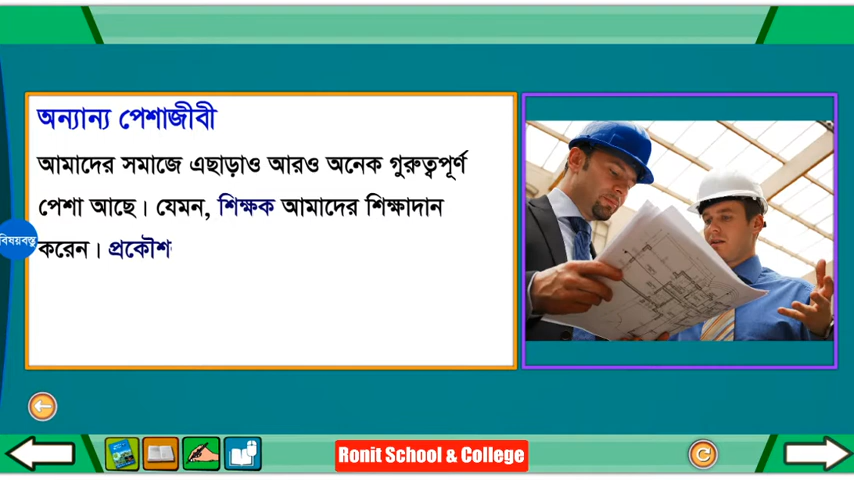 অন্যান্য পেশাজীবী
আমাদের সমাজে এছাড়াও আরও অনেক গুরুত্বপূর্ণ
পেশা আছে। যেমন, শিক্ষক আমাদের শিক্ষাদান
করেন। প্রকৌশ
বিষয়বস্তু
Ronit School & College